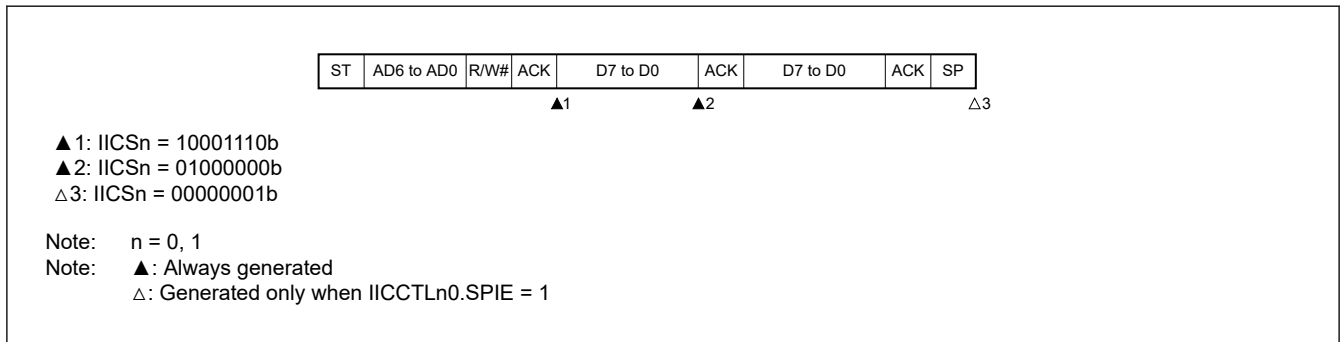 ST AD6 to AD0 R/W# ACK D7 to D0 ACK D7 to D0 ACK SP
▲1 ▲2 △3
▲1: IICSn = 10001110b
▲2: IICSn = 01000000b
△3: IICSn = 00000001b
Note: n = 0, 1
Note: ▲: Always generated
△: Generated only when IICCTLn0.SPIE = 1